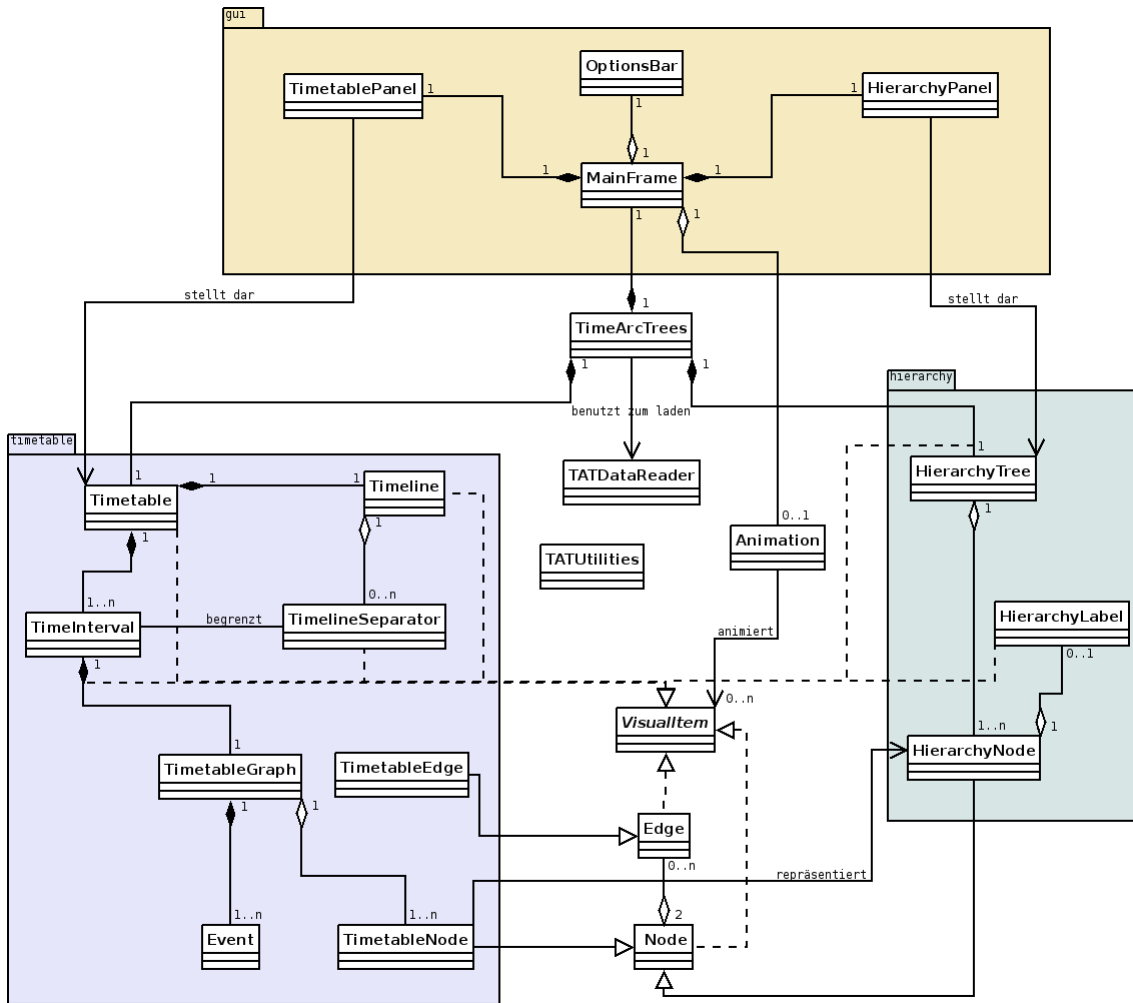 gui
OptionsBar
TimetablePanel
HierarchyPanel
1
1
1
1
1
1
MainFrame
1
1
stellt dar
stellt dar
1
TimeArcTrees
1
1
hierarchy
benutzt zum laden
timetable
1
1
1
1
TATDataReader
HierarchyTree
Timetable
Timeline
1
1
1
0..1
Animation
TATUtilities
1..n
0..n
TimeInterval
begrenzt
TimelineSeparator
HierarchyLabel
animiert
1
0..1
0..n
VisualItem
1..n
1
1
HierarchyNode
TimetableGraph
TimetableEdge
1
1
Edge
0..n
repräsentiert
1..n
1..n
2
Event
TimetableNode
Node